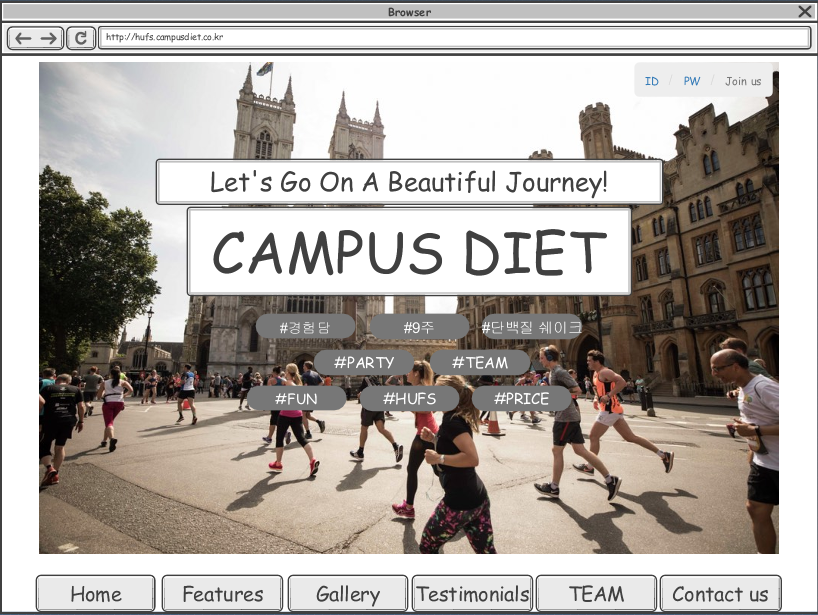 Browser
http://hufs.campusdiet.co.kr
ID / PW / Join us
Let's Go On A Beautiful Journey!
CAMPUS DIET
#경험담 #9주 #단백질 쉐이크
#PARTY #TEAM
#FUN #HUFS #PRICE
Home Features Gallery Testimonials TEAM Contact us